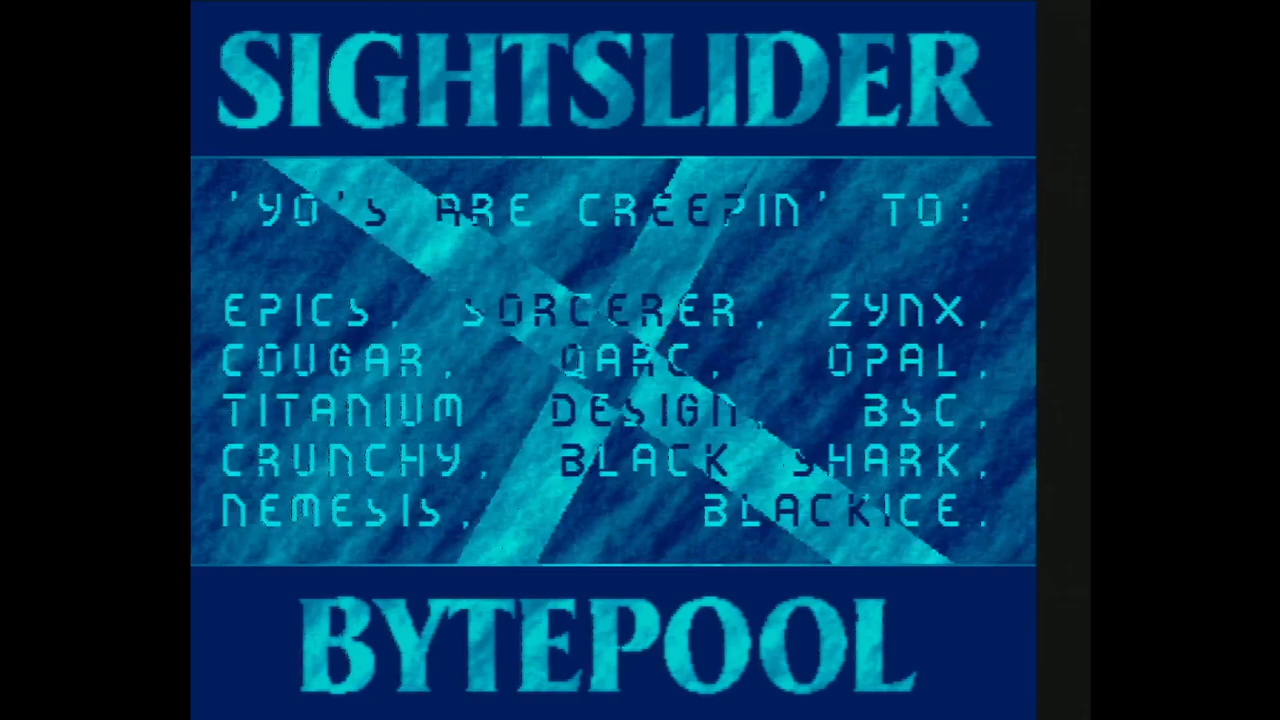 SIGHTSLIDER
'YO'S ARE CREEPIN' TO:
EPICS, SORCERER, ZYNX,
COUGAR, QARC, OPAL,
TITANIUM DESIGN, BSC,
CRUNCHY, BLACK SHARK,
NEMESIS, BLACKICE.
BYTEPOOL